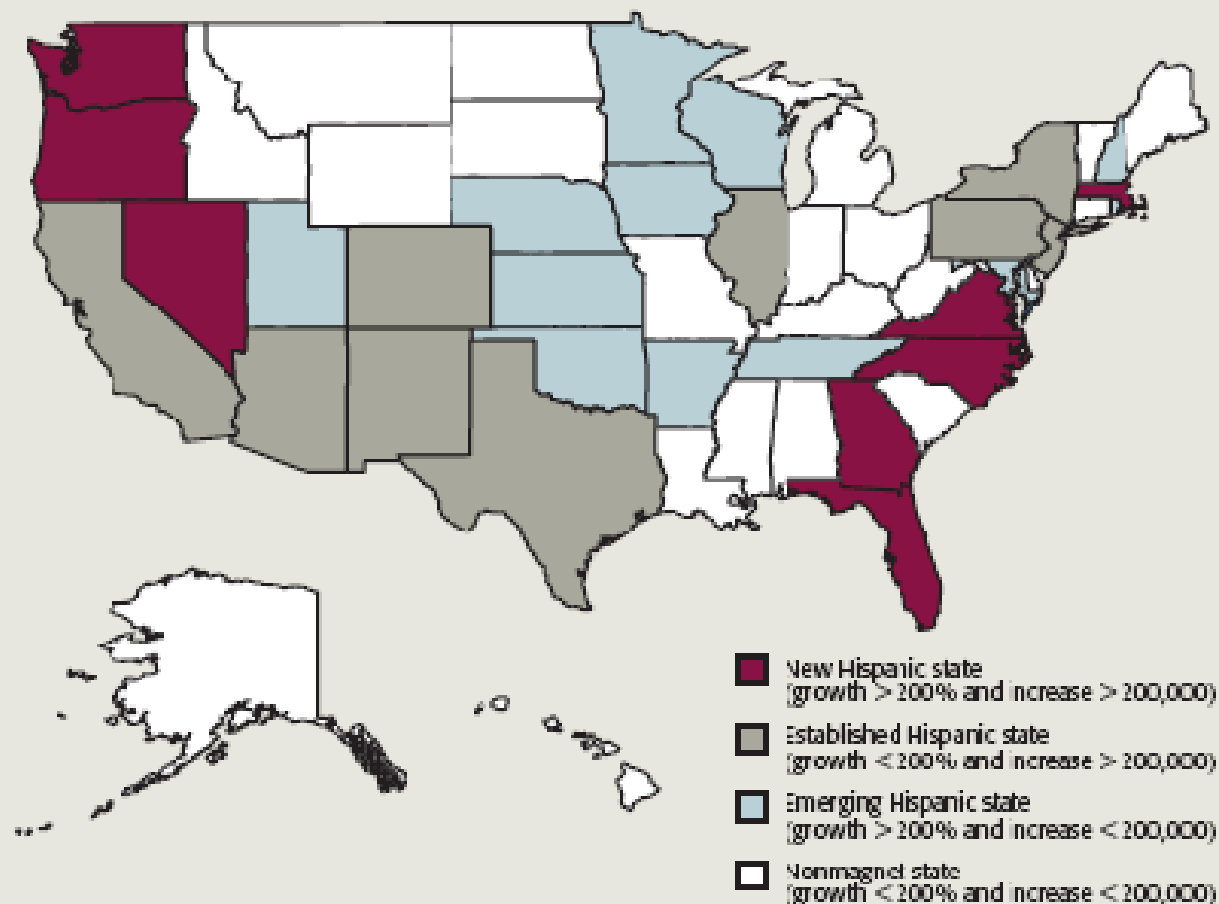 New Hispanic state
(growth > 200% and increase > 200,000)
Established Hispanic state
(growth < 200% and increase > 200,000)
Emerging Hispanic state
(growth > 200% and increase < 200,000)
Nonmagnet state
(growth < 200% and increase < 200,000)